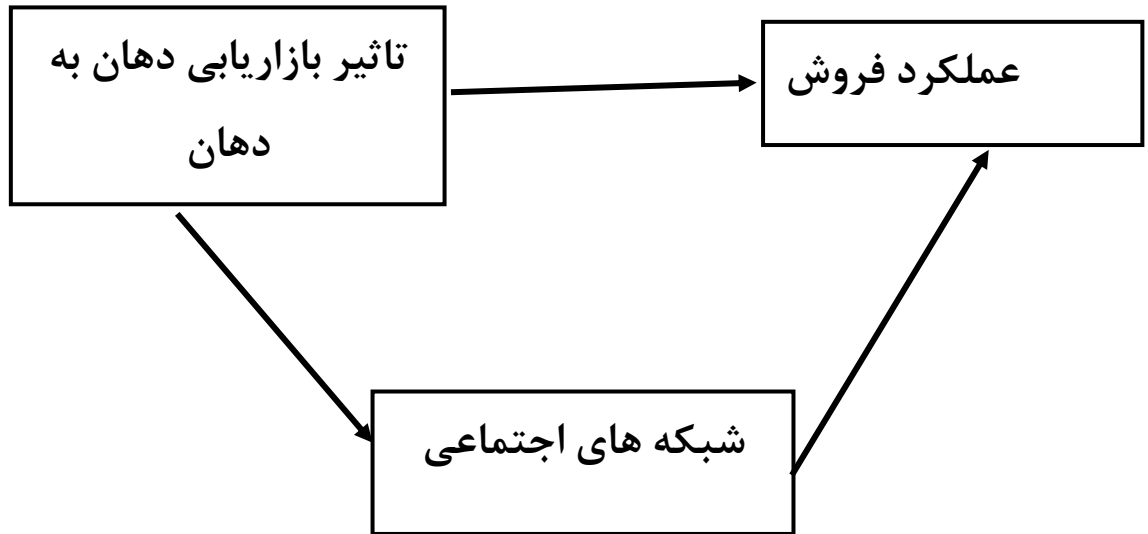 تاثیر بازاریابی دهان به
دهان
عملکرد فروش
شبکه های اجتماعی